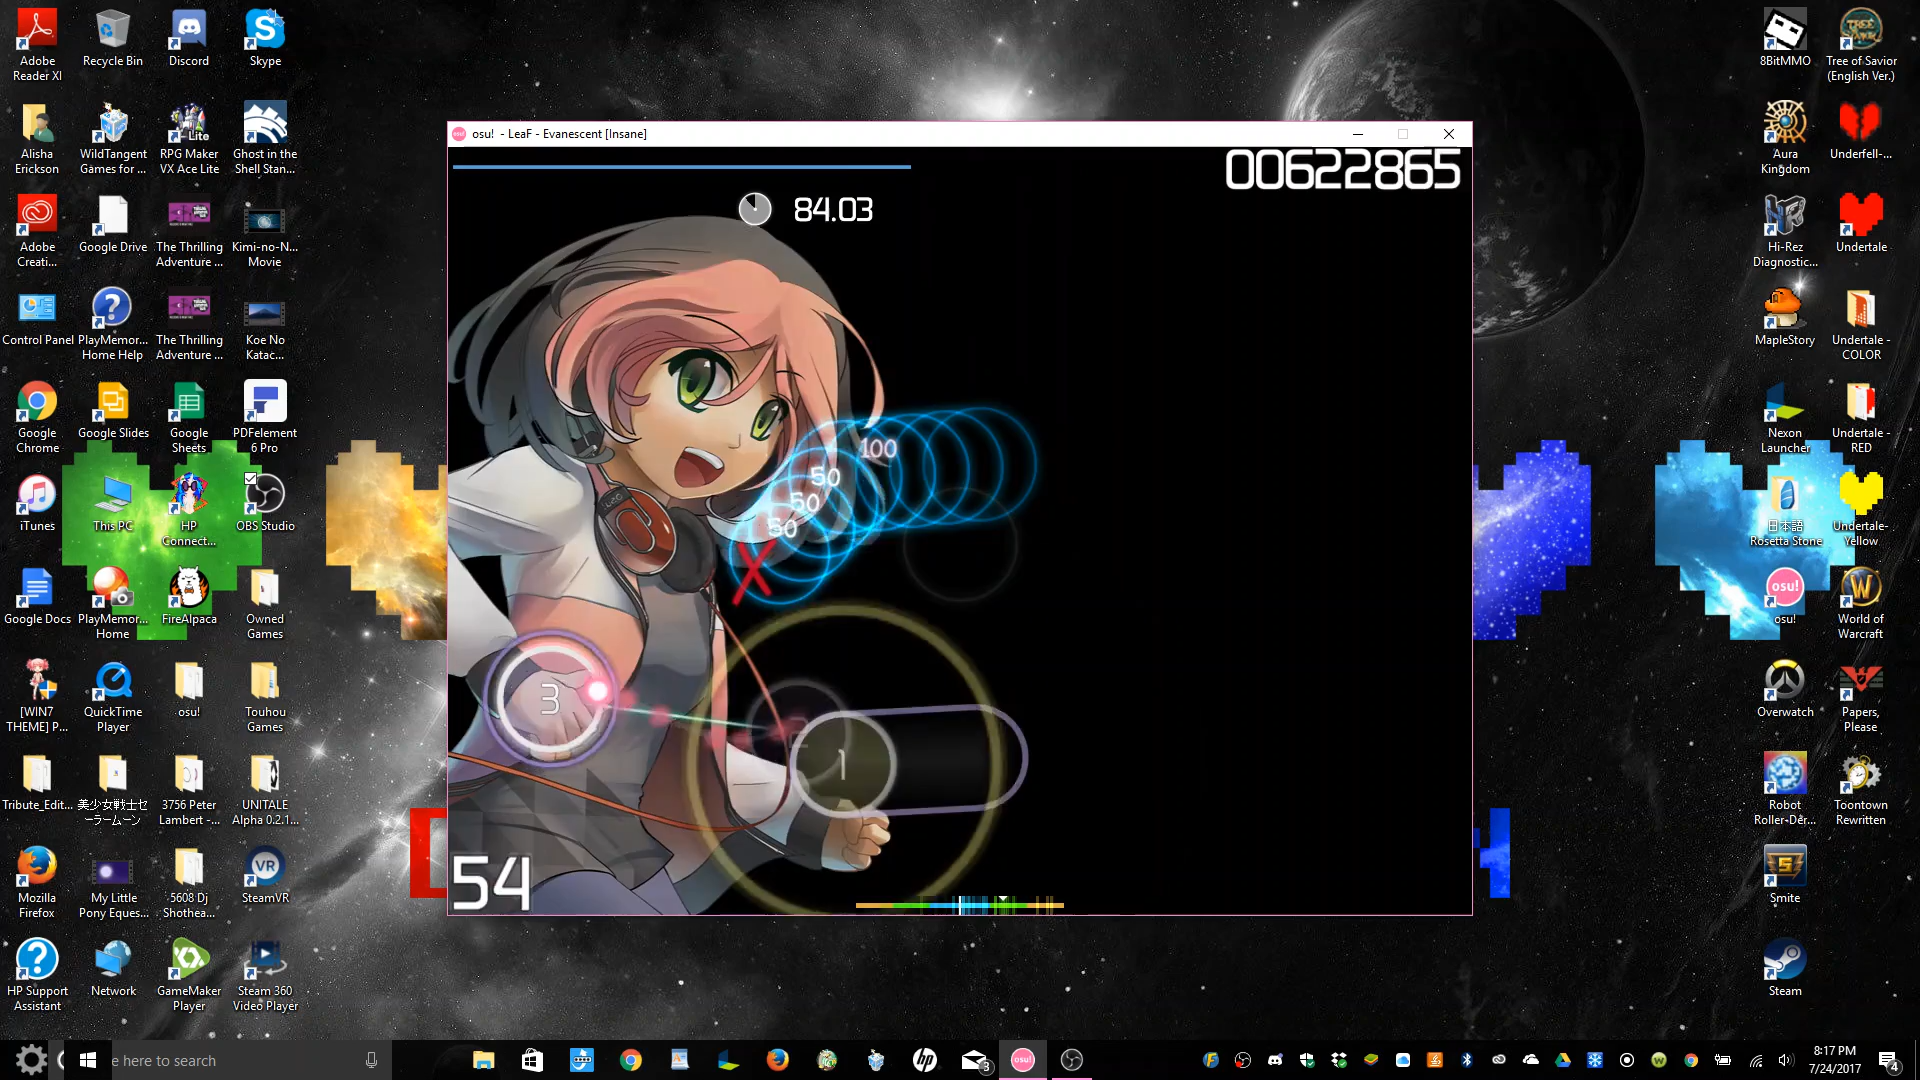 Adobe
Reader XI
Recycle Bin
Discord
Skype
8BitMMO
Tree of Savior
(English Ver.)
Alisha
Erickson
WildTangent
Games for ...
RPG Maker
VX Ace Lite
Ghost in the
Shell Stan...
Aura
Kingdom
Underfell-...
Adobe
Creati...
Google Drive
The Thrilling
Adventure ...
Kimi-no-N...
Movie
Hi-Rez
Diagnostic...
Undertale
Control Panel
PlayMemor...
Home Help
The Thrilling
Adventure ...
Koe No
Katac...
MapleStory
Undertale -
COLOR
Google
Chrome
Google Slides
Google
Sheets
PDFelement
6 Pro
Nexon
Launcher
Undertale -
RED
iTunes
This PC
HP
Connect...
OBS Studio
日本語
Rosetta Stone
Undertale-
Yellow
Google Docs
PlayMemor...
Home
FireAlpaca
Owned
Games
osu!
osu!
World of
Warcraft
[WIN7
THEME] P...
QuickTime
Player
osu!
Touhou
Games
Overwatch
Papers,
Please
Tribute_Edit...
美少女戦士セ
ーラームーン
3756 Peter
Lambert -...
UNITALE
Alpha 0.2.1...
Robot
Roller-Der...
Toontown
Rewritten
Mozilla
Firefox
My Little
Pony Eques...
5608 Dj
Shothea...
VR
SteamVR
Smite
HP Support
Assistant
Network
GameMaker
Player
Steam 360
Video Player
Steam
osu! - LeaF - Evanescent [Insane]
00622865
84.03
100
50
50
50
3
1
54
e here to search
hp
3
osu!
8:17 PM
7/24/2017
4